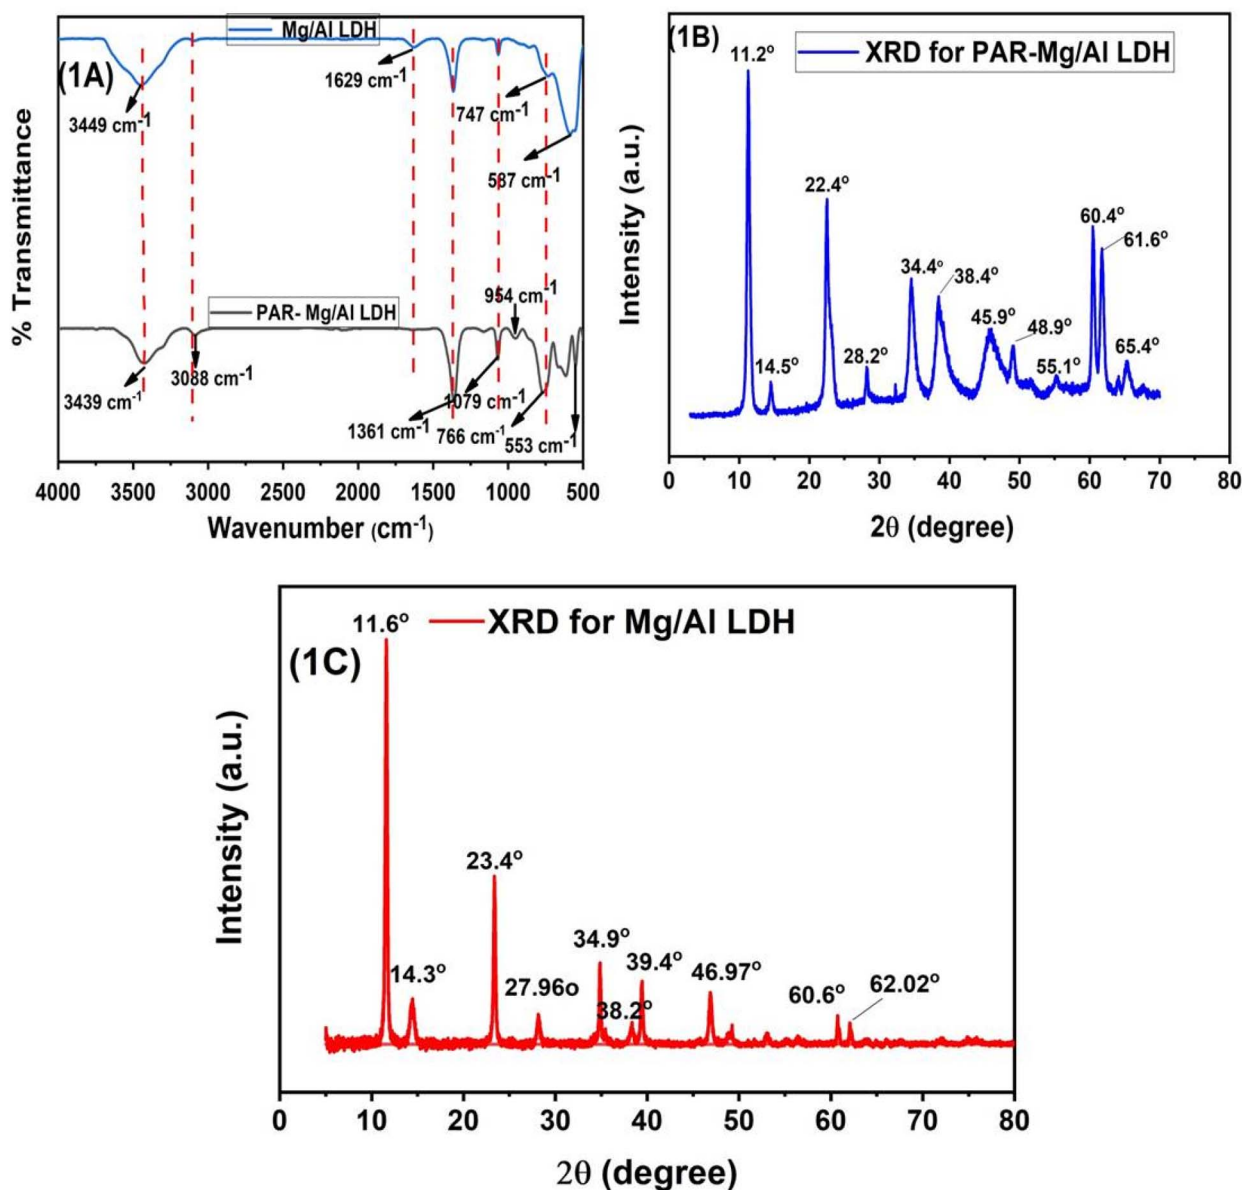 (1A)
Mg/Al LDH
3449 cm-1
1629 cm-1
747 cm-1
587 cm-1
% Transmittance
PAR- Mg/Al LDH
954 cm-1
3439 cm-1
3088 cm-1
1361 cm-1
1079 cm-1
766 cm-1
553 cm-1
4000 3500 3000 2500 2000 1500 1000 500
Wavenumber (cm-1)
(1B)
XRD for PAR-Mg/Al LDH
Intensity (a.u.)
11.2°
14.5°
22.4°
28.2°
34.4°
38.4°
45.9°
48.9°
55.1°
60.4°
61.6°
65.4°
0 10 20 30 40 50 60 70 80
2θ (degree)
(1C)
XRD for Mg/Al LDH
Intensity (a.u.)
11.6°
14.3°
23.4°
27.96o
34.9°
38.2°
39.4°
46.97°
60.6°
62.02°
0 10 20 30 40 50 60 70 80
2θ (degree)